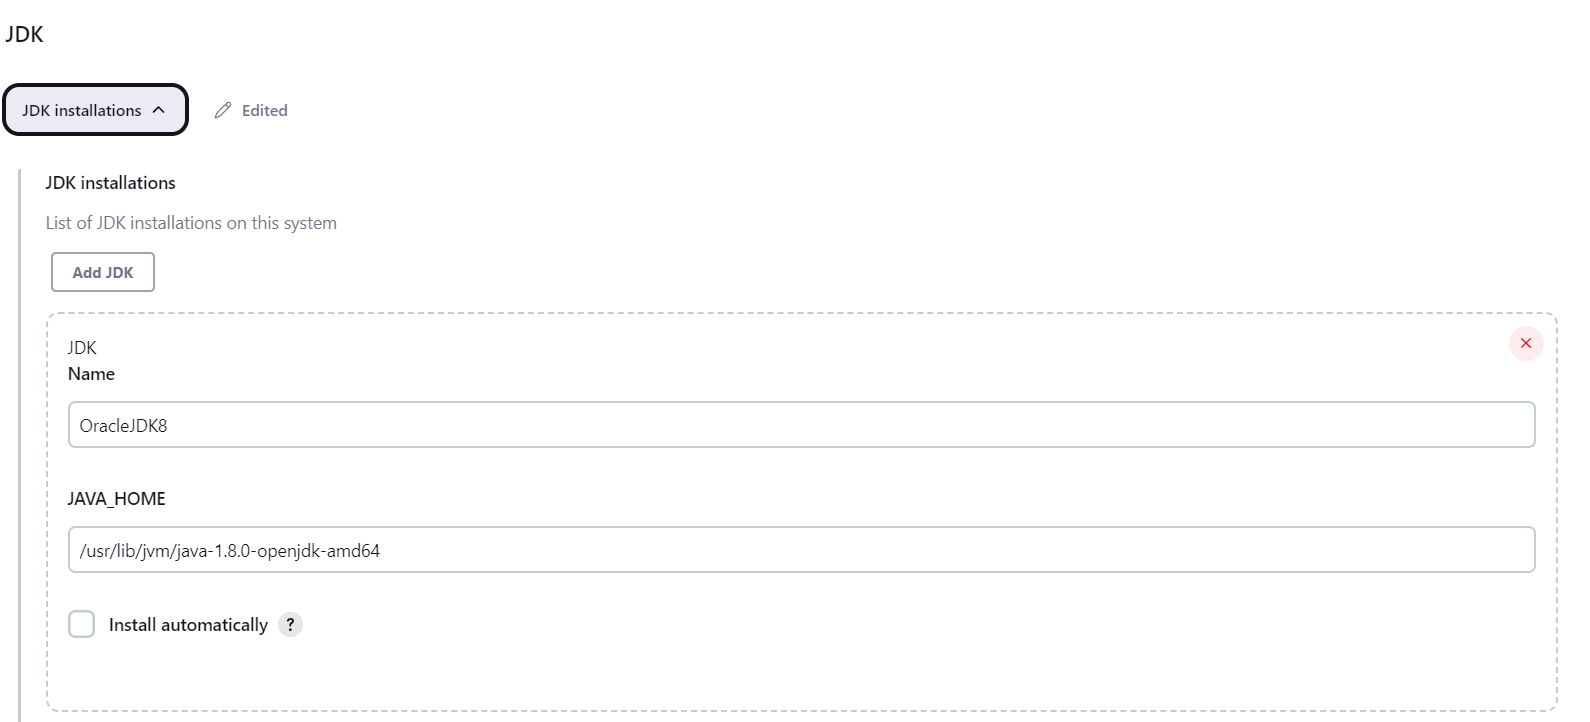 JDK
JDK installations
Edited
JDK installations
List of JDK installations on this system
Add JDK
JDK
Name
OracleJDK8
JAVA_HOME
/usr/lib/jvm/java-1.8.0-openjdk-amd64
Install automatically ?